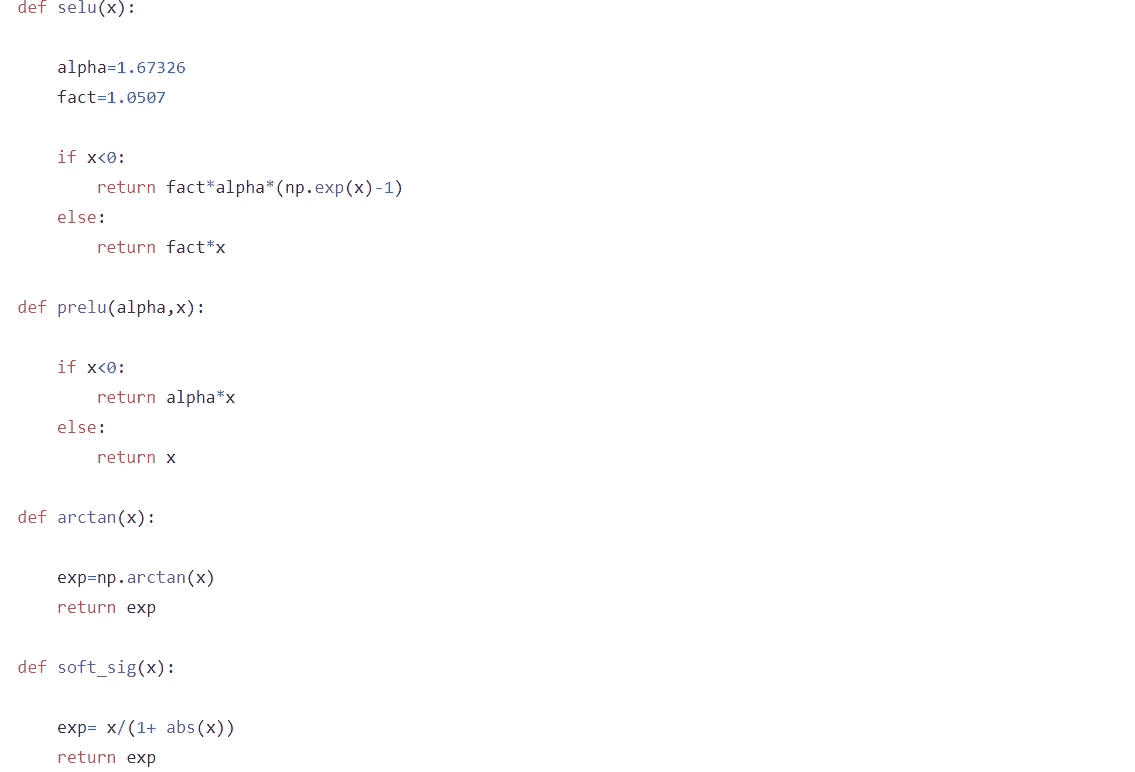 def selu(x):
    alpha=1.67326
    fact=1.0507
    if x<0:
        return fact*alpha*(np.exp(x)-1)
    else:
        return fact*x
def prelu(alpha,x):
    if x<0:
        return alpha*x
    else:
        return x
def arctan(x):
    exp=np.arctan(x)
    return exp
def soft_sig(x):
    exp= x/(1+ abs(x))
    return exp